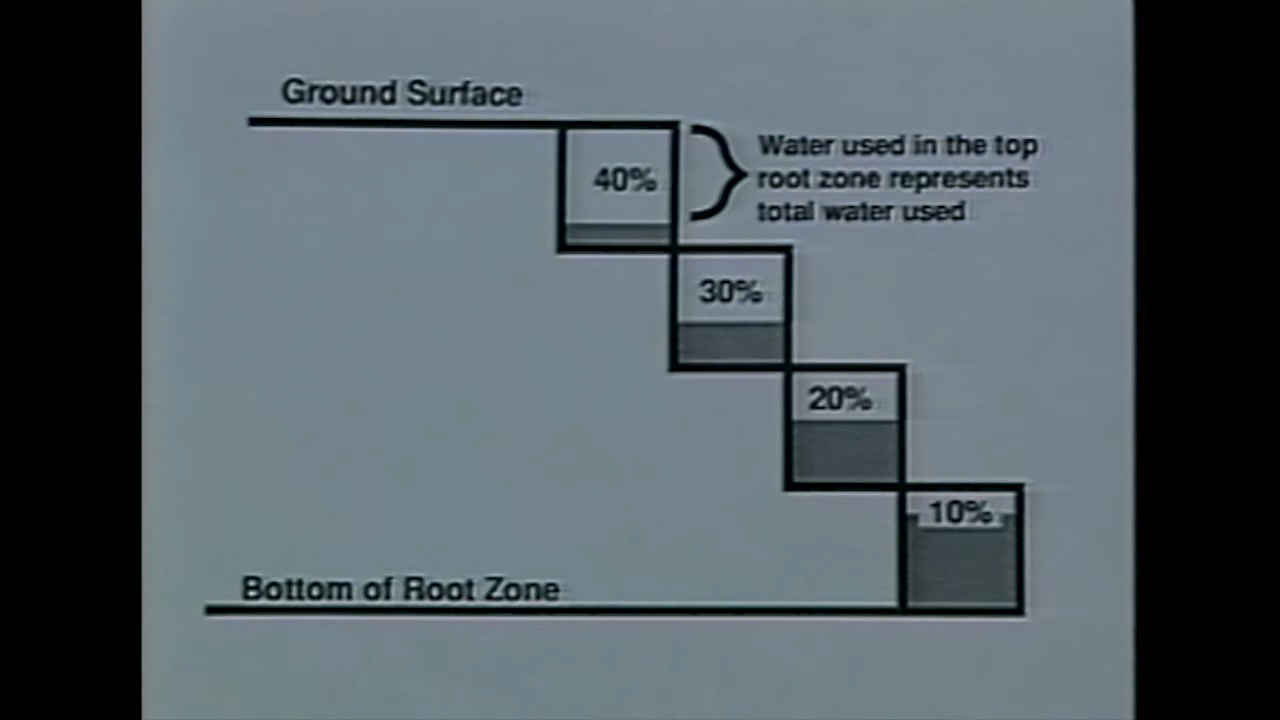 Ground Surface
40%
Water used in the top
root zone represents
total water used
30%
20%
10%
Bottom of Root Zone